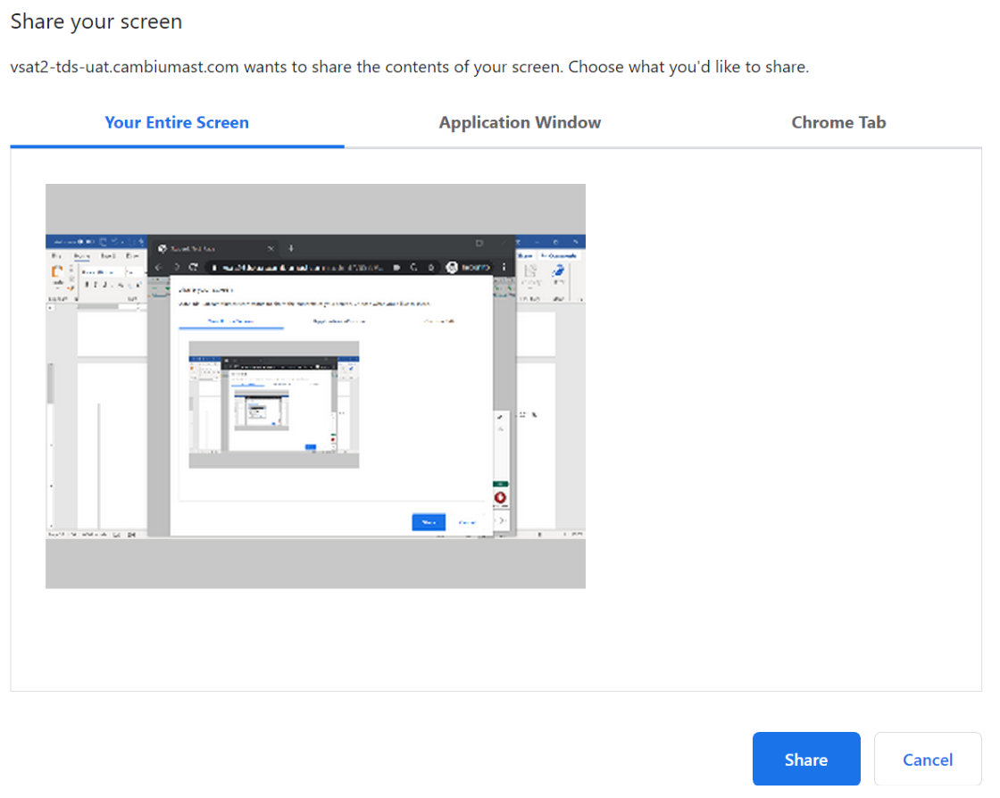 Share your screen
vsat2-tds-uat.cambiumast.com wants to share the contents of your screen. Choose what you'd like to share.
Your Entire Screen Application Window Chrome Tab
Share Cancel